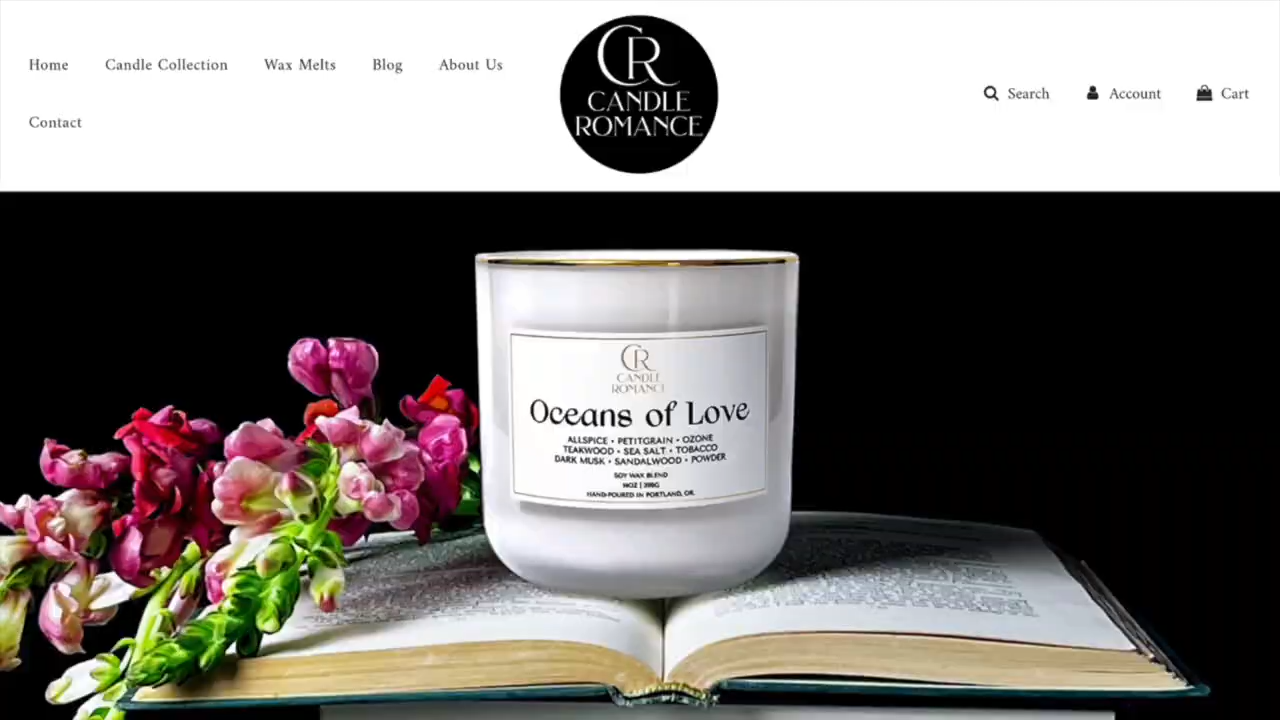 Home
Candle Collection
Wax Melts
Blog
About Us
Contact
CR
CANDLE
ROMANCE
Search
Account
Cart
CR
CANDLE
ROMANCE
Oceans of Love
ALLSPICE • PETITGRAIN • OZONE
TEAKWOOD • SEA SALT • TOBACCO
DARK MUSK • SANDALWOOD • POWDER
SOY WAX BLEND
14OZ | 396G
HAND-POURED IN PORTLAND, OR.